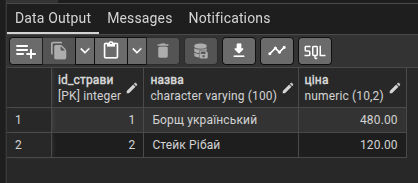 Data Output Messages Notifications
SQL
id_страви назва ціна
[PK] integer character varying (100) numeric (10,2)
1 1 Борщ український 480.00
2 2 Стейк Рібай 120.00